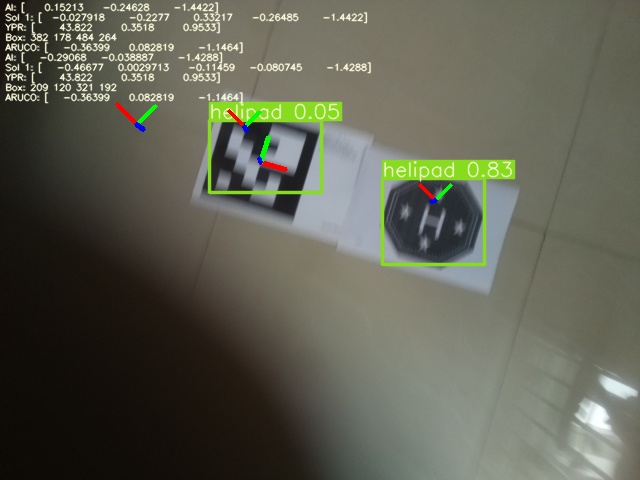 AI: [ 0.15213 -0.24628 -1.4422]
Sol 1: [ -0.027918 -0.2277 0.33217 -0.26485 -1.4422]
YPR: [ 43.822 0.3518 0.9533]
Box: 382 178 484 264
ARUCO: [ -0.36399 0.082819 -1.1464]
AI: [ -0.29068 -0.038887 -1.4288]
Sol 1: [ -0.46677 0.0029713 -0.11459 -0.080745 -1.4288]
YPR: [ 43.822 0.3518 0.9533]
Box: 209 120 321 192
ARUCO: [ -0.36399 0.082819 -1.1464]
helipad 0.05
helipad 0.83
H